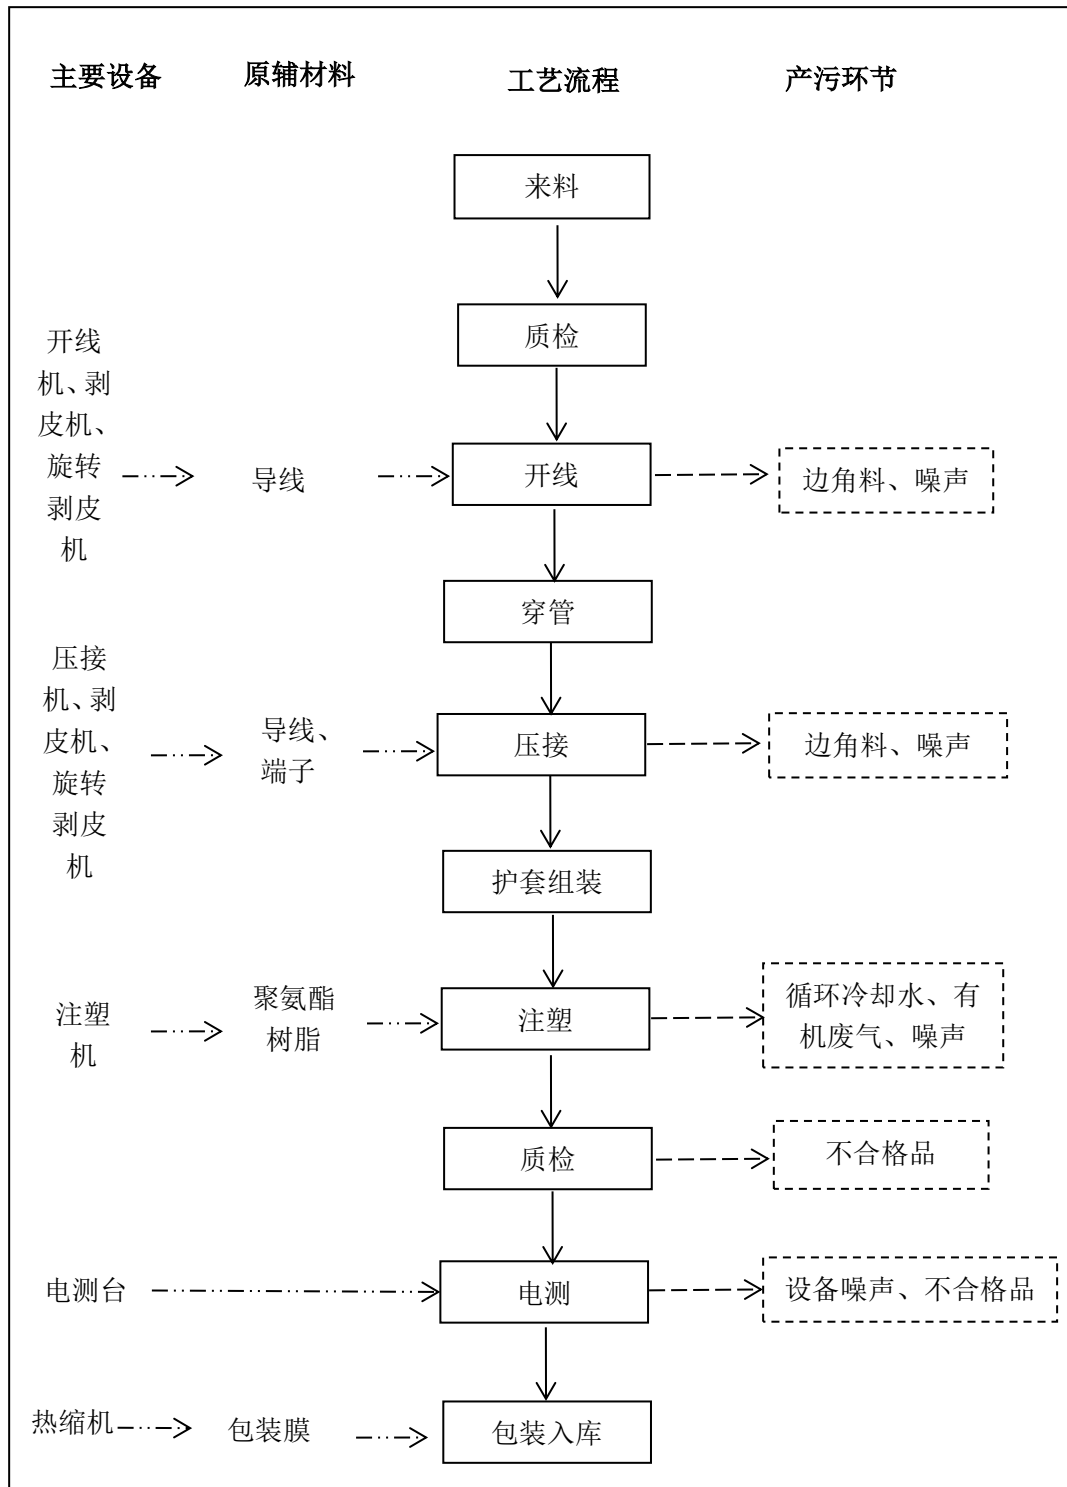 主要设备
原辅材料
工艺流程
产污环节
来料
质检
开线
机、剥
皮机、
旋转
剥皮
机
导线
开线
边角料、噪声
穿管
压接
机、剥
皮机、
旋转
剥皮
机
导线、
端子
压接
边角料、噪声
护套组装
注塑
机
聚氨酯
树脂
注塑
循环冷却水、有
机废气、噪声
质检
不合格品
电测台
电测
设备噪声、不合格品
热缩机
包装膜
包装入库